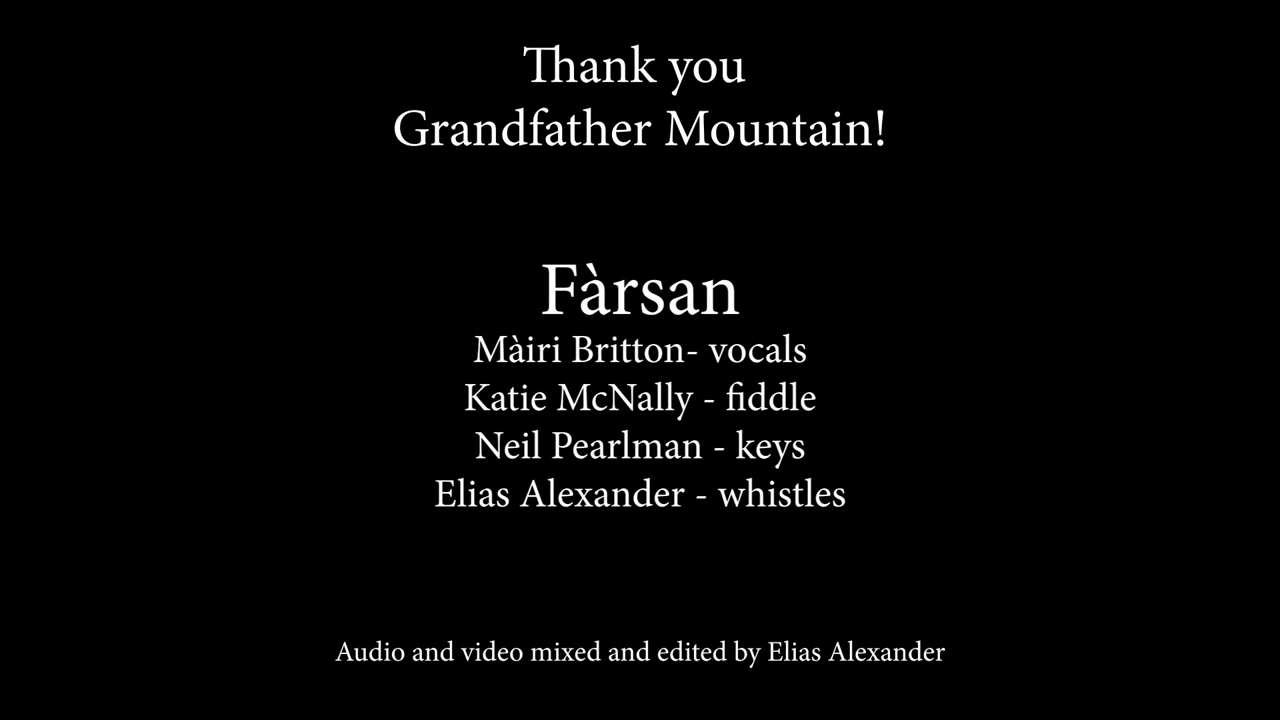 Thank you
Grandfather Mountain!
Fàrsan
Màiri Britton- vocals
Katie McNally - fiddle
Neil Pearlman - keys
Elias Alexander - whistles
Audio and video mixed and edited by Elias Alexander